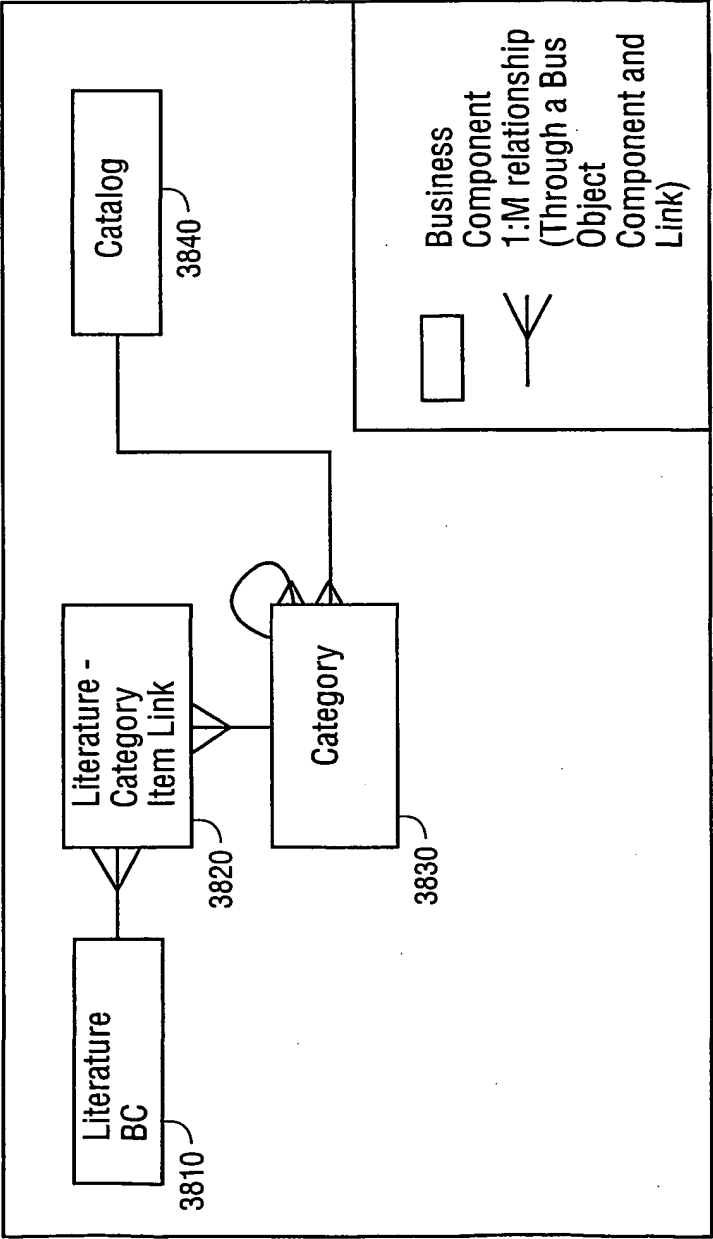 Literature
BC
3810
Literature -
Category
Item Link
3820
Category
3830
Catalog
3840
Business
Component
1:M relationship
(Through a Bus
Object
Component and
Link)